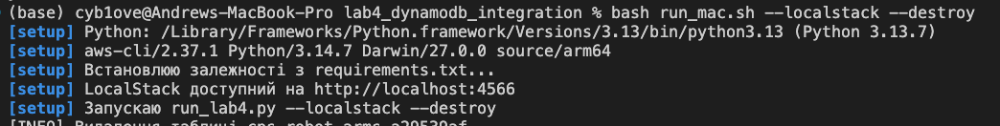 (base) cyb1ove@Andrews-MacBook-Pro lab4_dynamodb_integration % bash run_mac.sh --localstack --destroy
[setup] Python: /Library/Frameworks/Python.framework/Versions/3.13/bin/python3.13 (Python 3.13.7)
[setup] aws-cli/2.37.1 Python/3.14.7 Darwin/27.0.0 source/arm64
[setup] Встановлюю залежності з requirements.txt...
[setup] LocalStack доступний на http://localhost:4566
[setup] Запускаю run_lab4.py --localstack --destroy
[INFO] Видалення таблиці